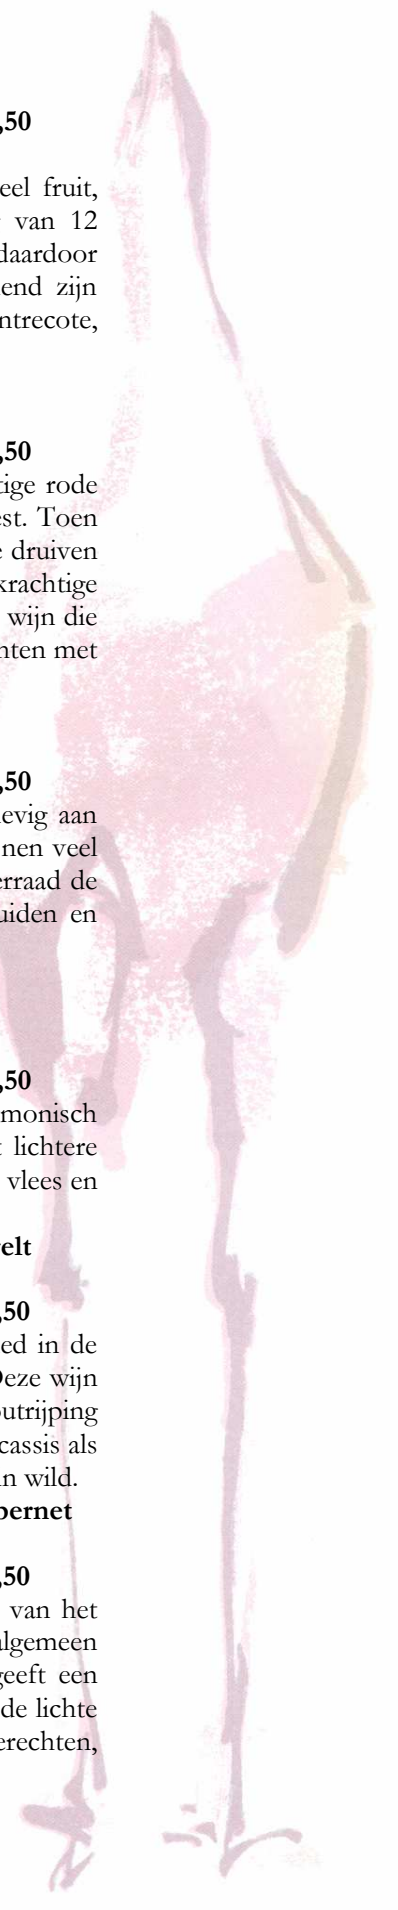 ,50
eel fruit,
van 12
daardoor
end zijn
ntrecote,
,50
tige rode
est. Toen
e druiven
krachtige
wijn die
nten met
,50
levig aan
nen veel
erraad de
uiden en
,50
monisch
t lichtere
vlees en
elt
,50
ed in de
Deze wijn
outrijping
cassis als
n wild.
bernet
,50
van het
algemeen
geeft een
de lichte
erechten,